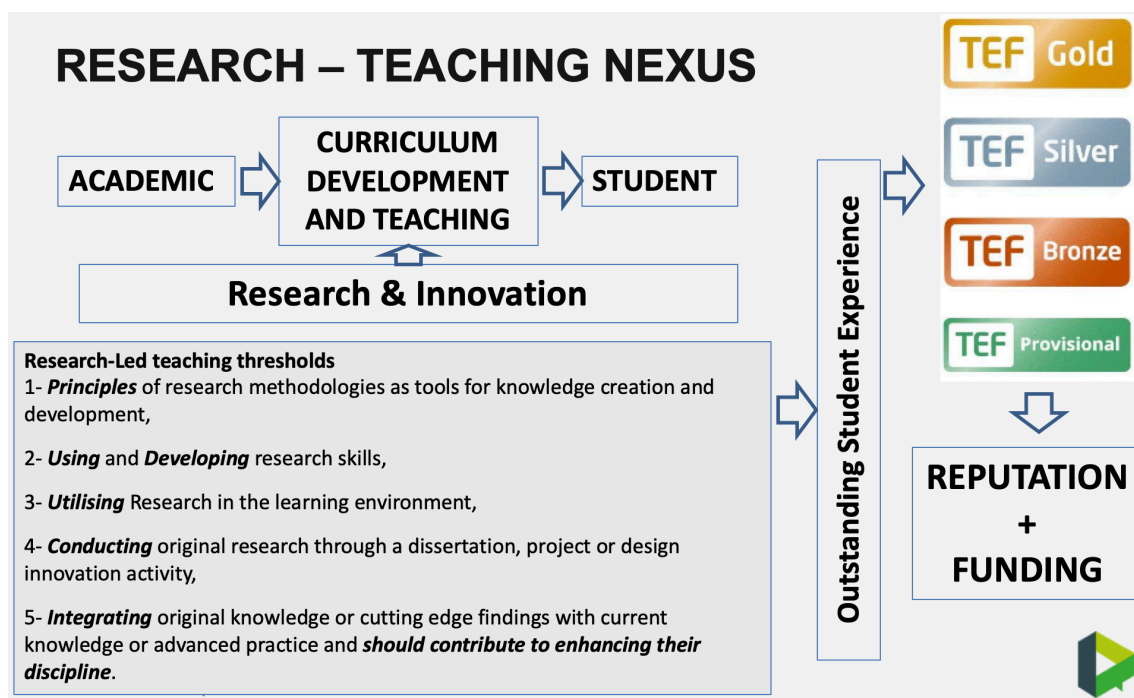 RESEARCH – TEACHING NEXUS
ACADEMIC
CURRICULUM
DEVELOPMENT
AND TEACHING
STUDENT
Research & Innovation
Research-Led teaching thresholds
1- Principles of research methodologies as tools for knowledge creation and
development,
2- Using and Developing research skills,
3- Utilising Research in the learning environment,
4- Conducting original research through a dissertation, project or design
innovation activity,
5- Integrating original knowledge or cutting edge findings with current
knowledge or advanced practice and should contribute to enhancing their
discipline.
Outstanding Student Experience
TEF Gold
TEF Silver
TEF Bronze
TEF Provisional
REPUTATION
+
FUNDING